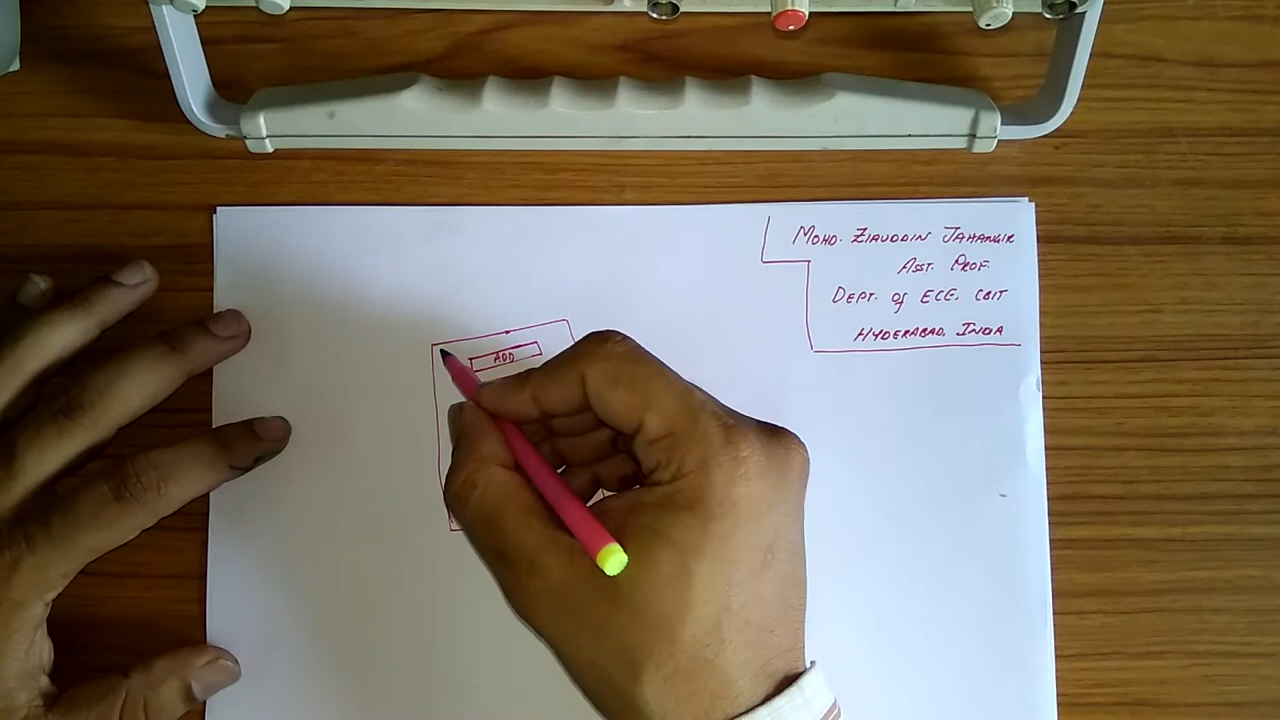 MOHD. ZIAUDDIN JAHANGIR
ASST. PROF.
DEPT. of ECE, CBIT
HYDERABAD, INDIA
ADD